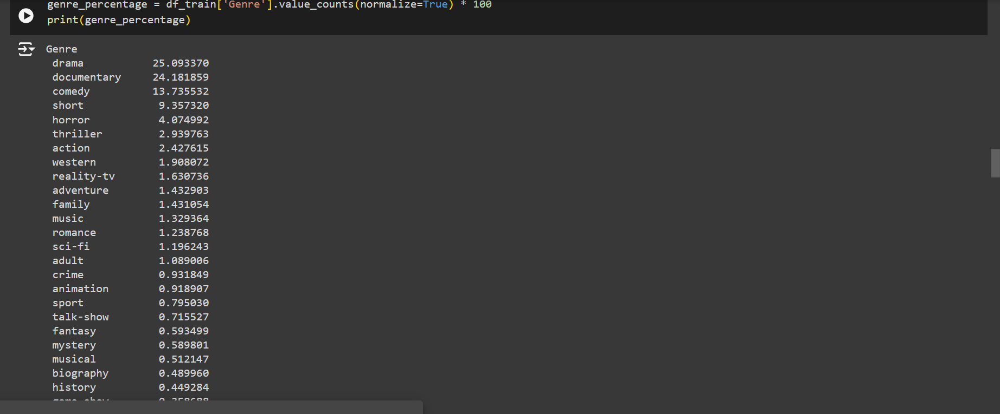 genre_percentage = df_train['Genre'].value_counts(normalize=True) * 100
print(genre_percentage)
Genre
drama 25.093370
documentary 24.181859
comedy 13.735532
short 9.357320
horror 4.074992
thriller 2.939763
action 2.427615
western 1.908072
reality-tv 1.630736
adventure 1.432903
family 1.431054
music 1.329364
romance 1.238768
sci-fi 1.196243
adult 1.089006
crime 0.931849
animation 0.918907
sport 0.795030
talk-show 0.715527
fantasy 0.593499
mystery 0.589801
musical 0.512147
biography 0.489960
history 0.449284